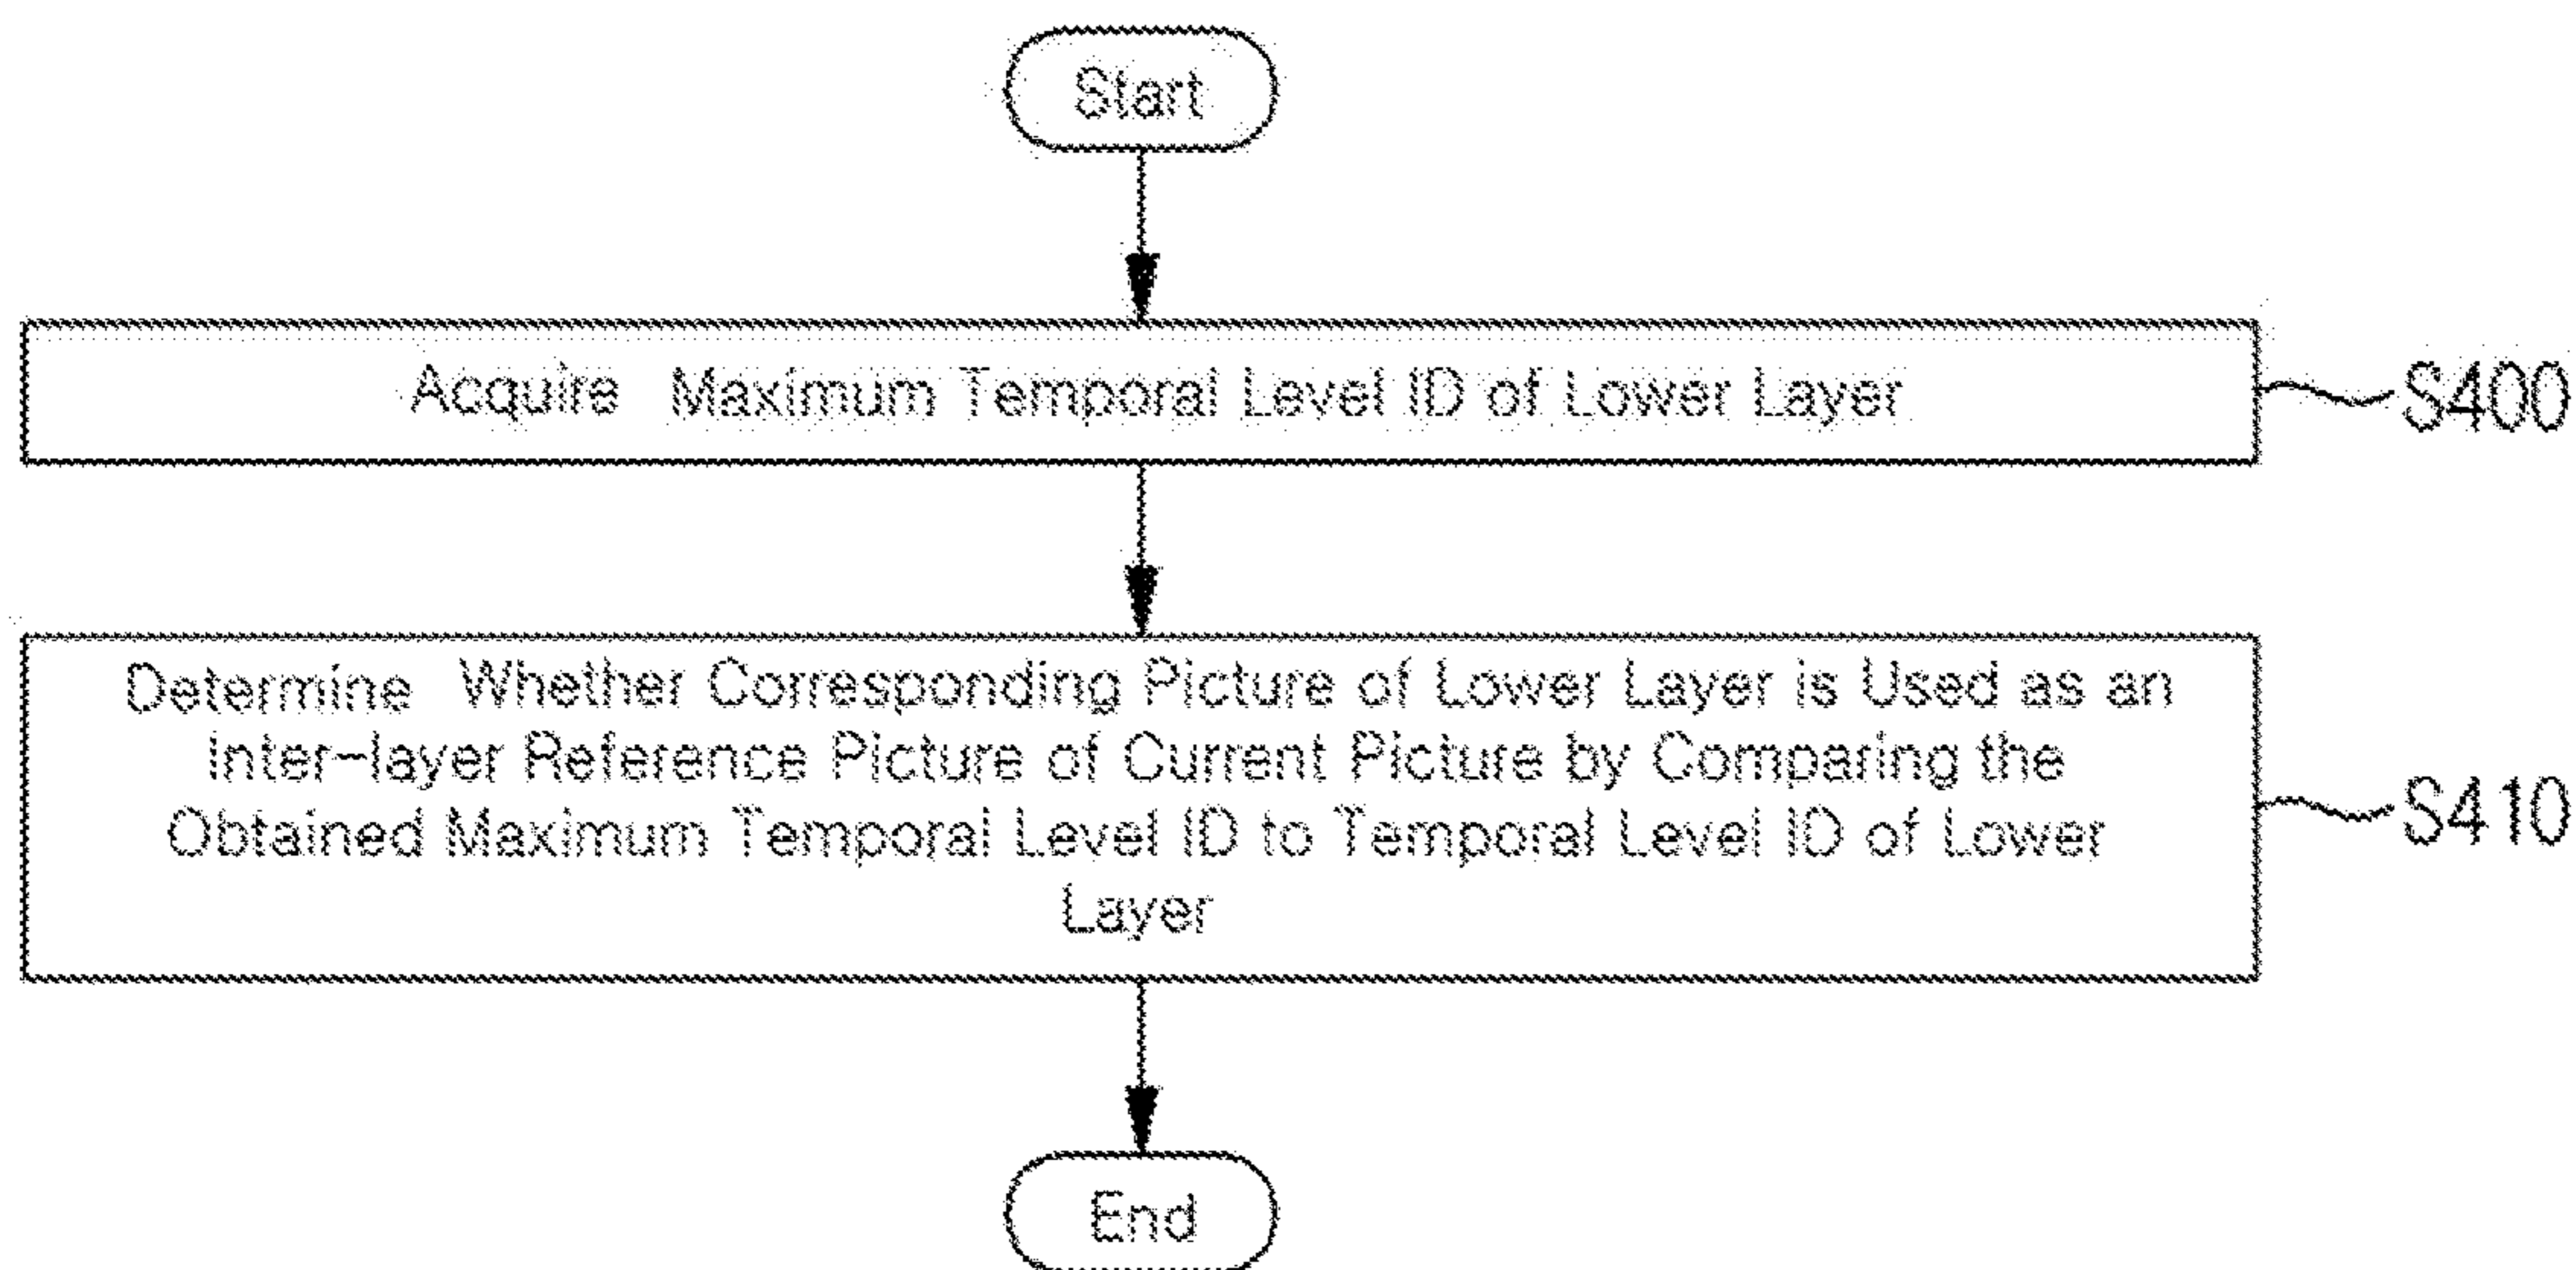 Start
Acquire Maximum Temporal Level ID of Lower Layer
S400
Determine Whether Corresponding Picture of Lower Layer is Used as an
Inter-layer Reference Picture of Current Picture by Comparing the
Obtained Maximum Temporal Level ID to Temporal Level ID of Lower
Layer
S410
End